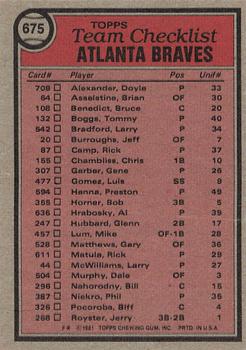 675
TOPPS
Team Checklist
ATLANTA BRAVES
Card# Player Pos Unif#
708 Alexander, Doyle P 33
64 Asselstine, Brian OF 30
108 Benedict, Bruce C 20
132 Boggs, Tommy P 40
542 Bradford, Larry P 34
20 Burroughs, Jeff OF 7
87 Camp, Rick P 37
155 Chambliss, Chris 1B 10
307 Garber, Gene P 26
477 Gomez, Luis SS 9
594 Hanna, Preston P 49
355 Horner, Bob 3B 5
636 Hrabosky, Al P 39
247 Hubbard, Glenn 2B 17
457 Lum, Mike OF-1B 28
528 Matthews, Gary OF 36
611 Matula, Rick P 29
44 McWilliams, Larry P 27
504 Murphy, Dale OF 3
296 Nahorodny, Bill C 15
387 Niekro, Phil P 35
326 Pocoroba, Biff C 4
268 Royster, Jerry 3B-2B 1
F # © 1981 TOPPS CHEWING GUM, INC. PRTD. IN U.S.A.